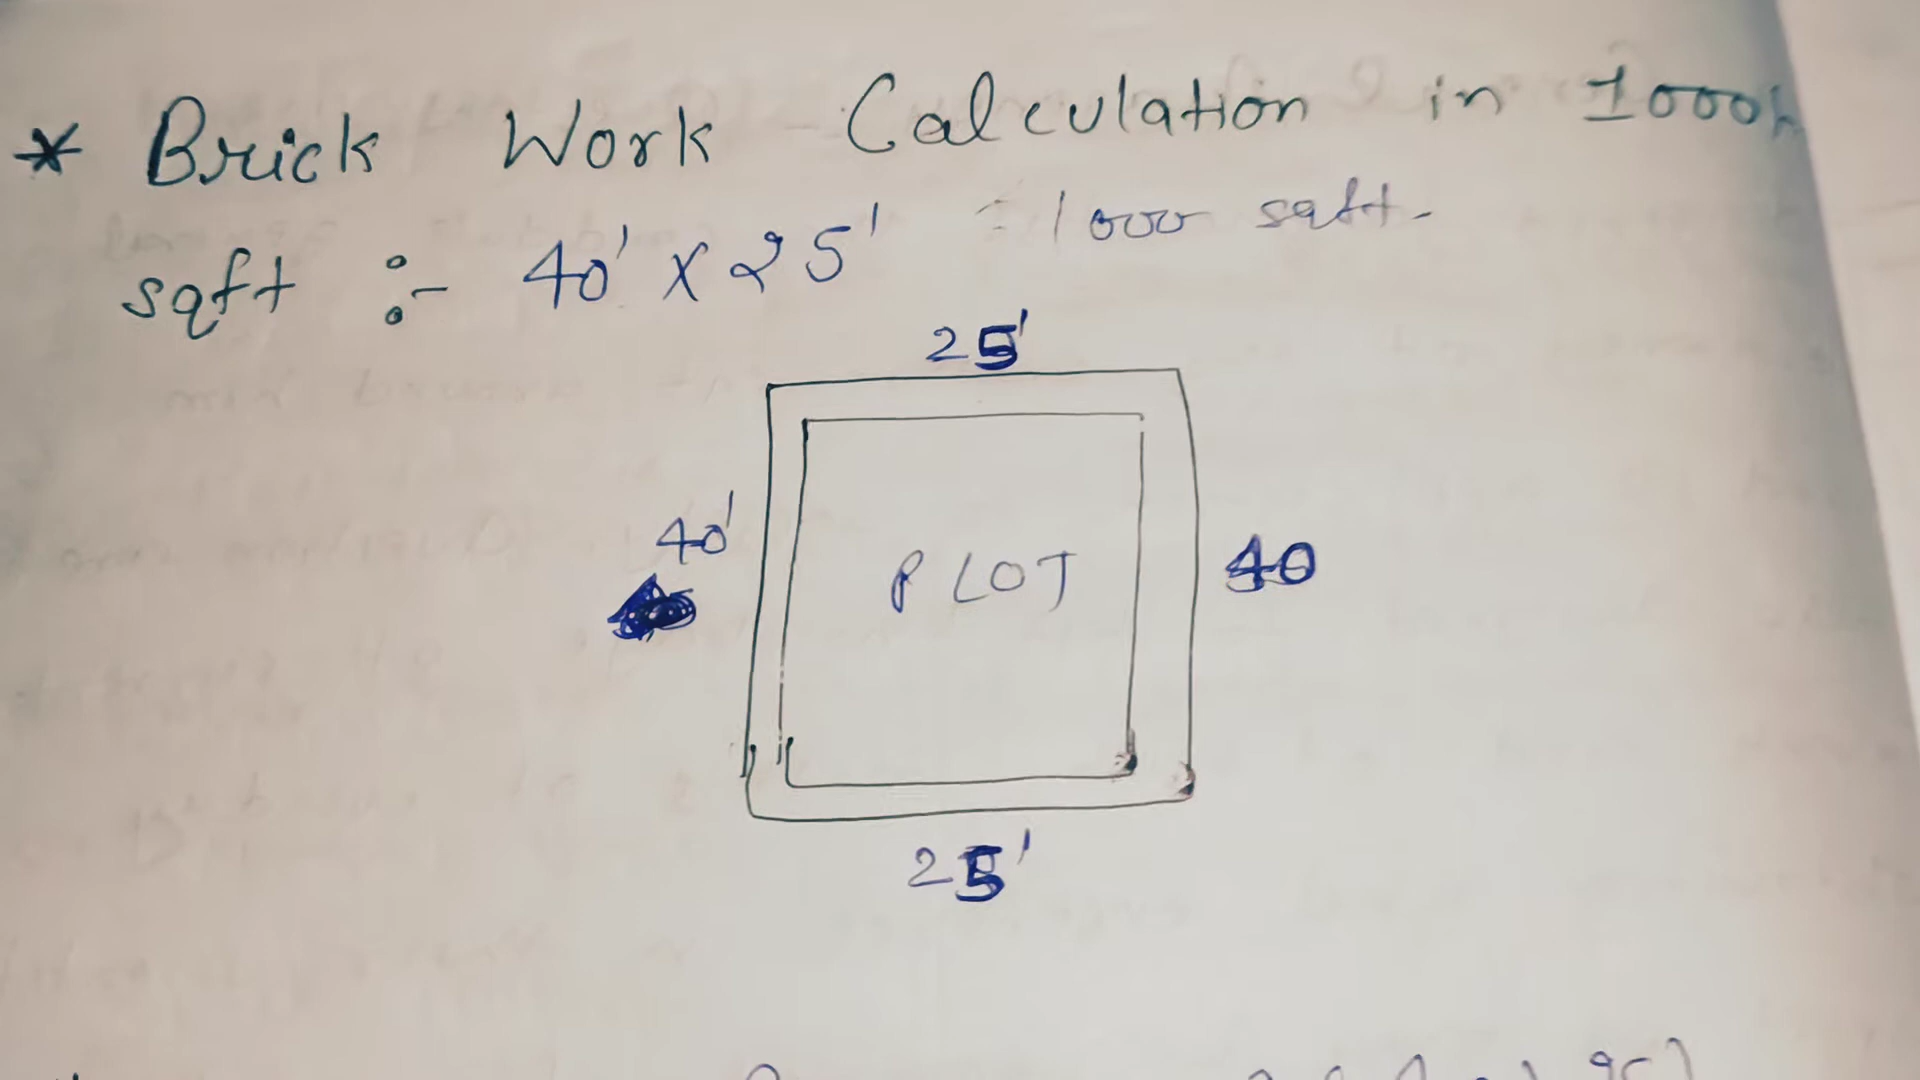 * Brick Work Calculation in 1000
sqft :- 40' X 25' = 1000 sqft.
25'
40'
PLOT
40
25'